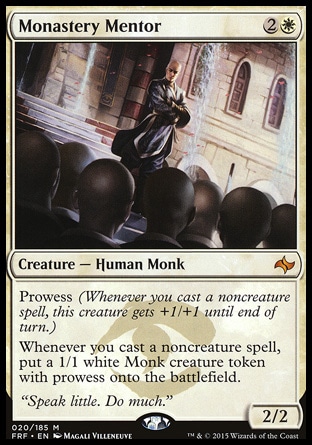 Monastery Mentor 2
Creature — Human Monk
Prowess (Whenever you cast a noncreature
spell, this creature gets +1/+1 until end of
turn.)
Whenever you cast a noncreature spell,
put a 1/1 white Monk creature token
with prowess onto the battlefield.
“Speak little. Do much.”
2/2
020/185 M
FRF • EN Magali Villeneuve
™ & © 2015 Wizards of the Coast